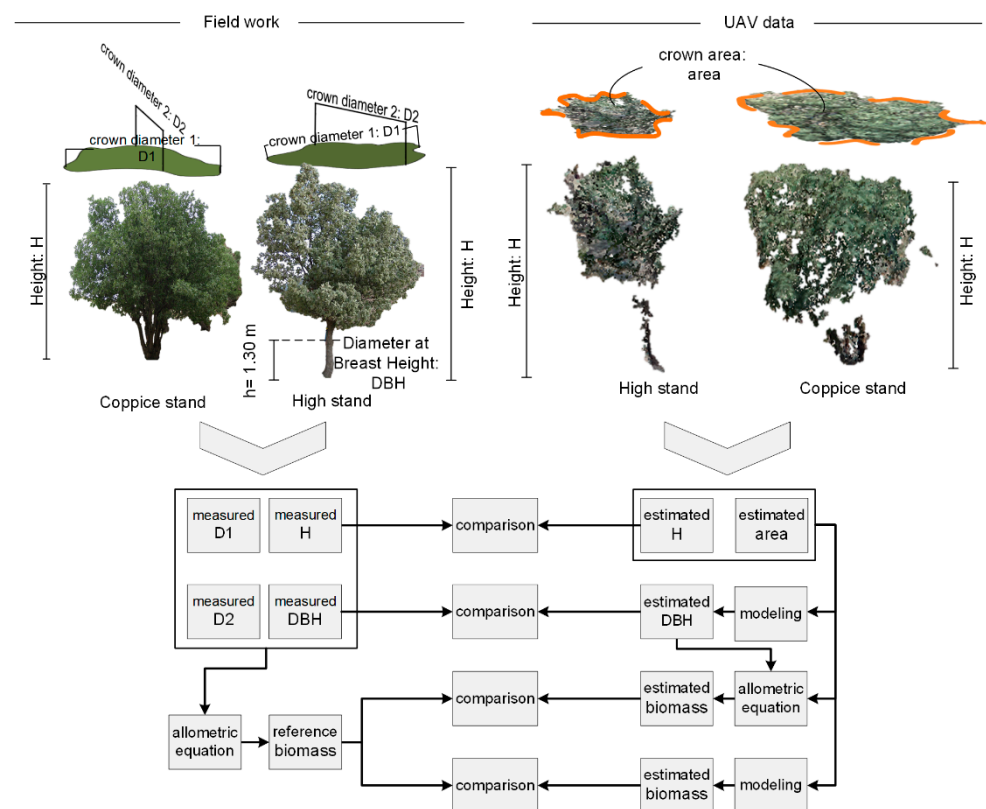 Field work
UAV data
crown diameter 2: D2
crown diameter 1:
D1
crown diameter 2: D2
crown diameter 1: D1
crown area:
area
Height: H
Height: H
h= 1.30 m
Diameter at
Breast Height:
DBH
Coppice stand
High stand
Height: H
Height: H
High stand
Coppice stand
measured
D1
measured
H
comparison
estimated
H
estimated
area
measured
D2
measured
DBH
comparison
estimated
DBH
modeling
allometric
equation
reference
biomass
comparison
estimated
biomass
allometric
equation
comparison
estimated
biomass
modeling